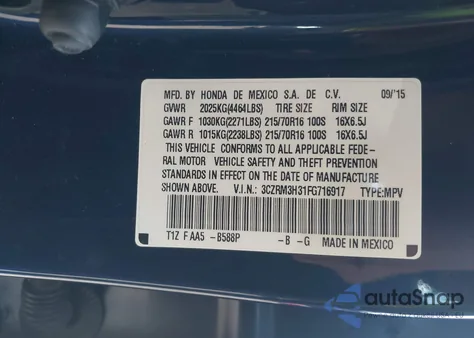 MFD. BY HONDA DE MEXICO S.A. DE C.V. 09/'15
GVWR 2025KG(4464LBS) TIRE SIZE RIM SIZE
GAWR F 1030KG(2271LBS) 215/70R16 100S 16X6.5J
GAWR R 1015KG(2238LBS) 215/70R16 100S 16X6.5J
THIS VEHICLE CONFORMS TO ALL APPLICABLE FEDE-
RAL MOTOR VEHICLE SAFETY AND THEFT PREVENTION
STANDARDS IN EFFECT ON THE DATE OF MANUFACTURE
SHOWN ABOVE. V.I.N.: 3CZRM3H31FG716917 TYPE:MPV
T1Z F AA5 -B588P -B -G MADE IN MEXICO
autaSnap